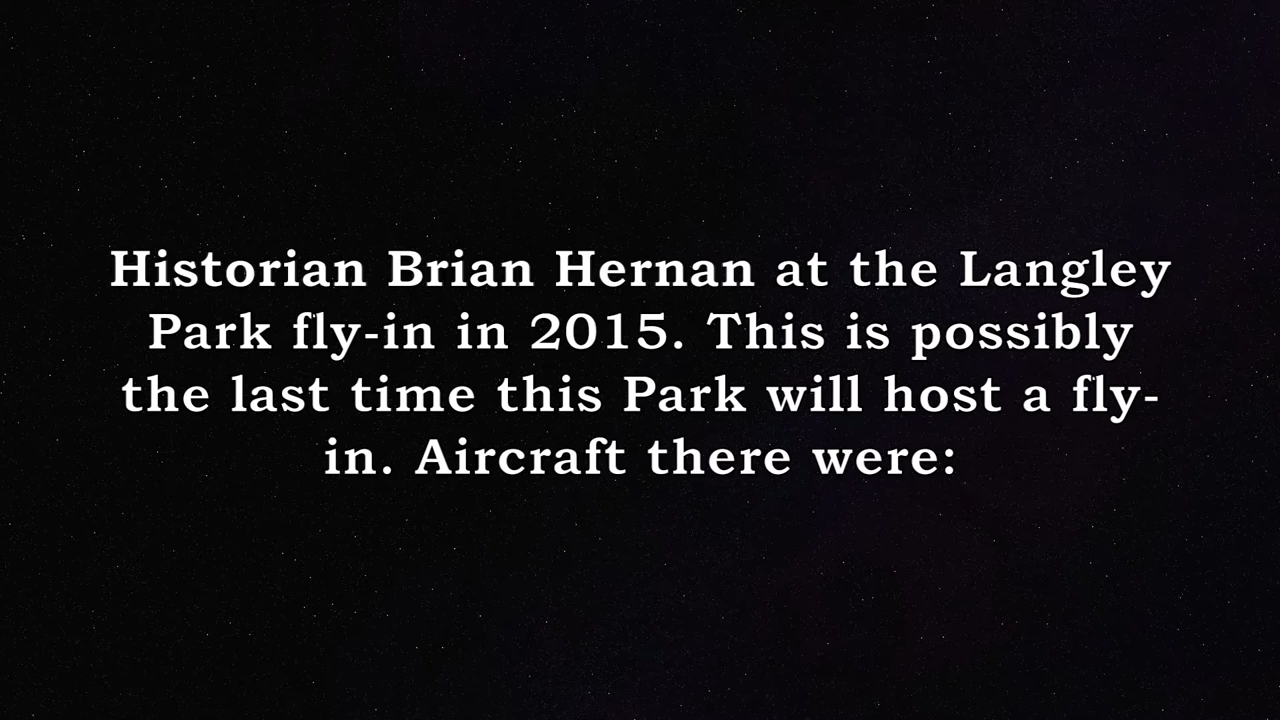 Historian Brian Hernan at the Langley
Park fly-in in 2015. This is possibly
the last time this Park will host a fly-
in. Aircraft there were: